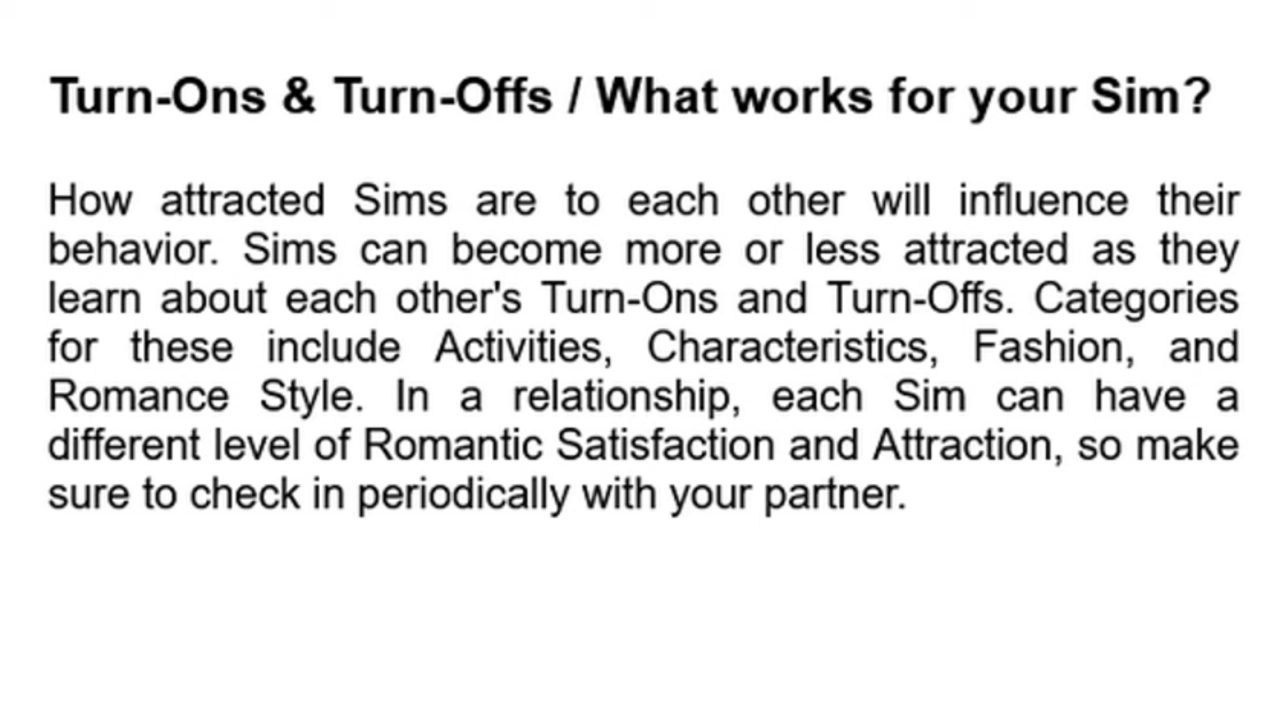 Turn-Ons & Turn-Offs / What works for your Sim?
How attracted Sims are to each other will influence their
behavior. Sims can become more or less attracted as they
learn about each other's Turn-Ons and Turn-Offs. Categories
for these include Activities, Characteristics, Fashion, and
Romance Style. In a relationship, each Sim can have a
different level of Romantic Satisfaction and Attraction, so make
sure to check in periodically with your partner.